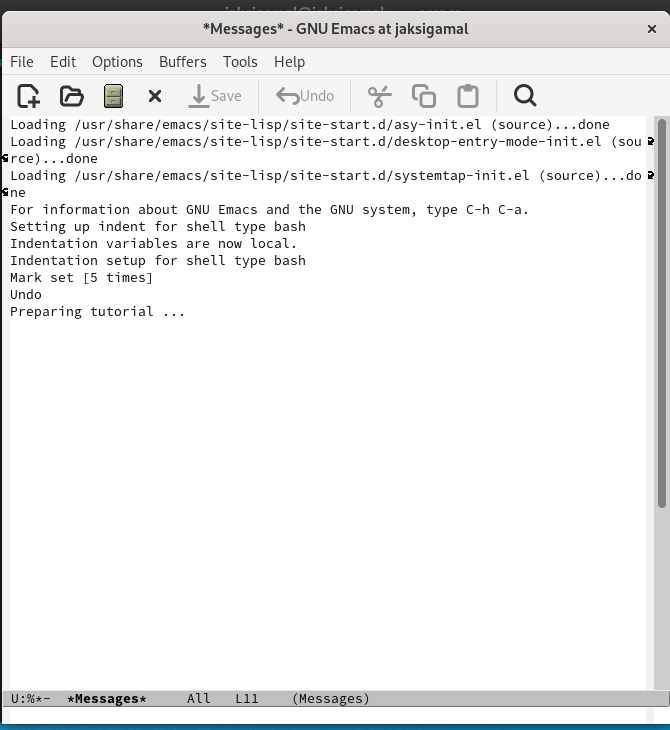 *Messages* - GNU Emacs at jaksigamal
File Edit Options Buffers Tools Help
Save Undo
Loading /usr/share/emacs/site-lisp/site-start.d/asy-init.el (source)...done
Loading /usr/share/emacs/site-lisp/site-start.d/desktop-entry-mode-init.el (sou
rce)...done
Loading /usr/share/emacs/site-lisp/site-start.d/systemtap-init.el (source)...do
ne
For information about GNU Emacs and the GNU system, type C-h C-a.
Setting up indent for shell type bash
Indentation variables are now local.
Indentation setup for shell type bash
Mark set [5 times]
Undo
Preparing tutorial ...
U:%*- *Messages* All L11 (Messages)